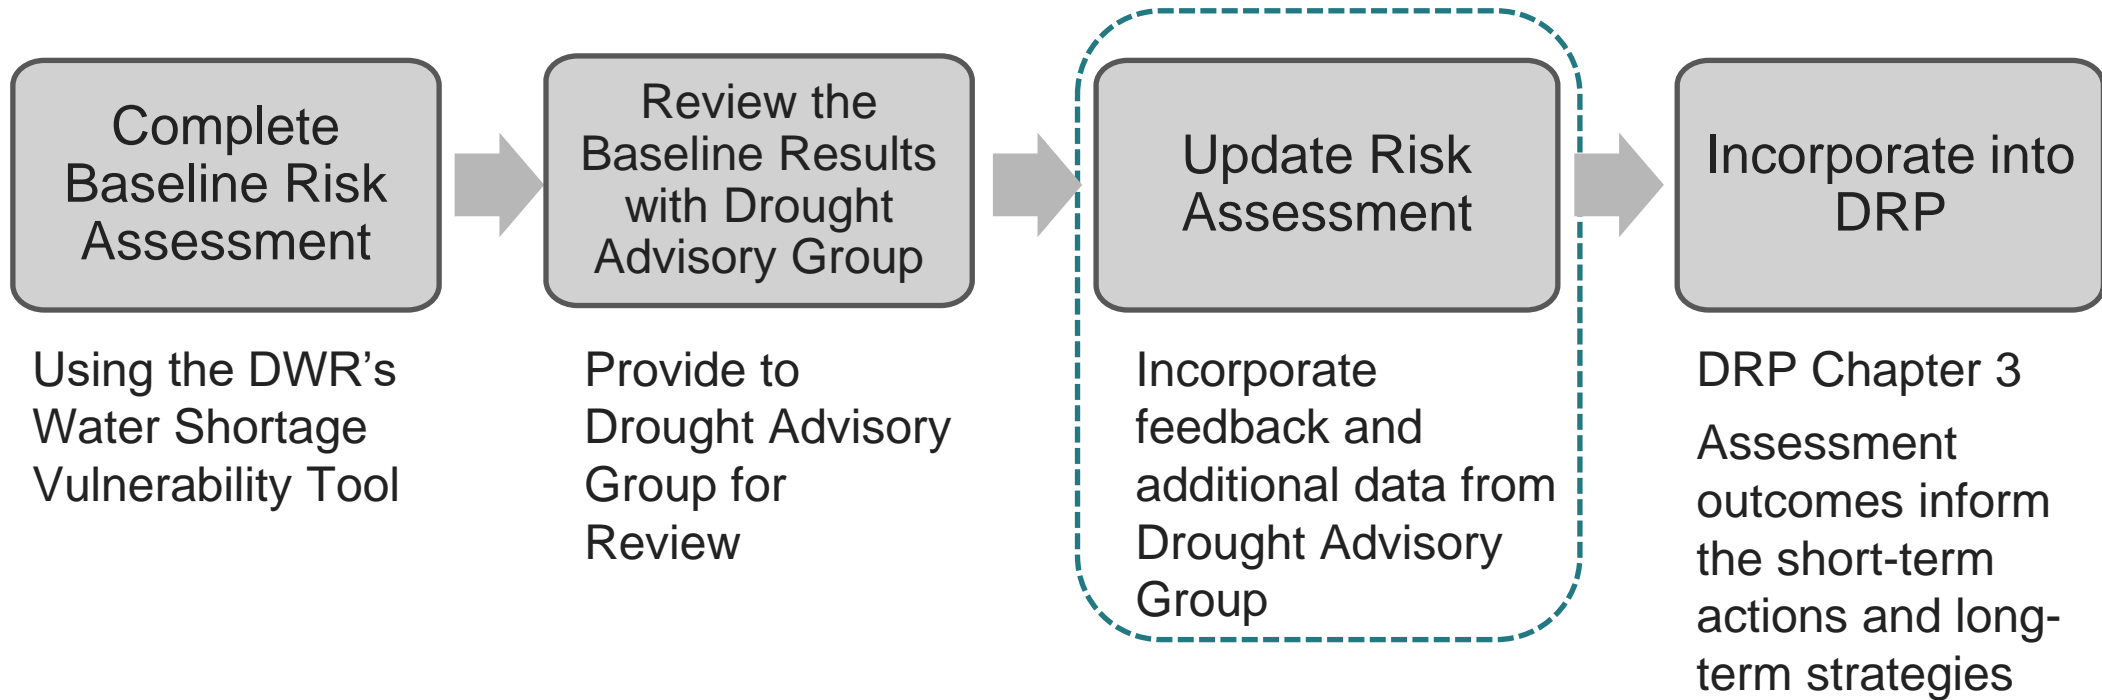 Complete
Baseline Risk
Assessment
Review the
Baseline Results
with Drought
Advisory Group
Update Risk
Assessment
Incorporate into
DRP
Using the DWR's
Water Shortage
Vulnerability Tool
Provide to
Drought Advisory
Group for
Review
Incorporate
feedback and
additional data from
Drought Advisory
Group
DRP Chapter 3
Assessment
outcomes inform
the short-term
actions and long-
term strategies